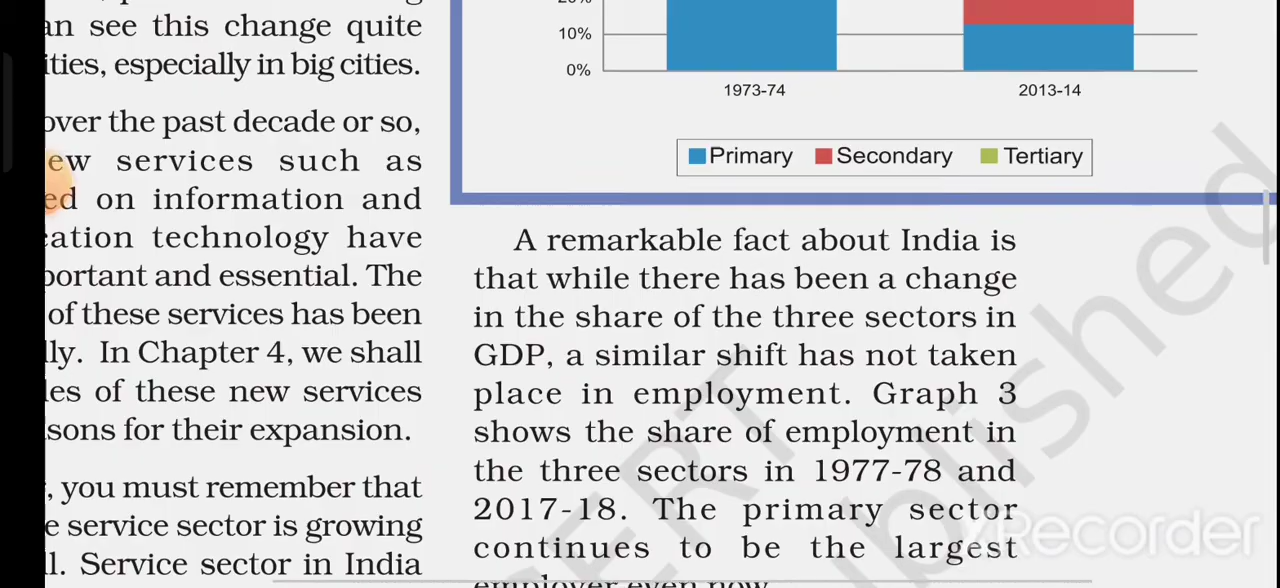 an see this change quite
ities, especially in big cities.
over the past decade or so,
ew services such as
ed on information and
cation technology have
portant and essential. The
of these services has been
lly. In Chapter 4, we shall
les of these new services
sons for their expansion.
, you must remember that
e service sector is growing
l. Service sector in India
10%
0%
1973-74
2013-14
Primary
Secondary
Tertiary
A remarkable fact about India is
that while there has been a change
in the share of the three sectors in
GDP, a similar shift has not taken
place in employment. Graph 3
shows the share of employment in
the three sectors in 1977-78 and
2017-18. The primary sector
continues to be the largest
employer even now.
XRecorder